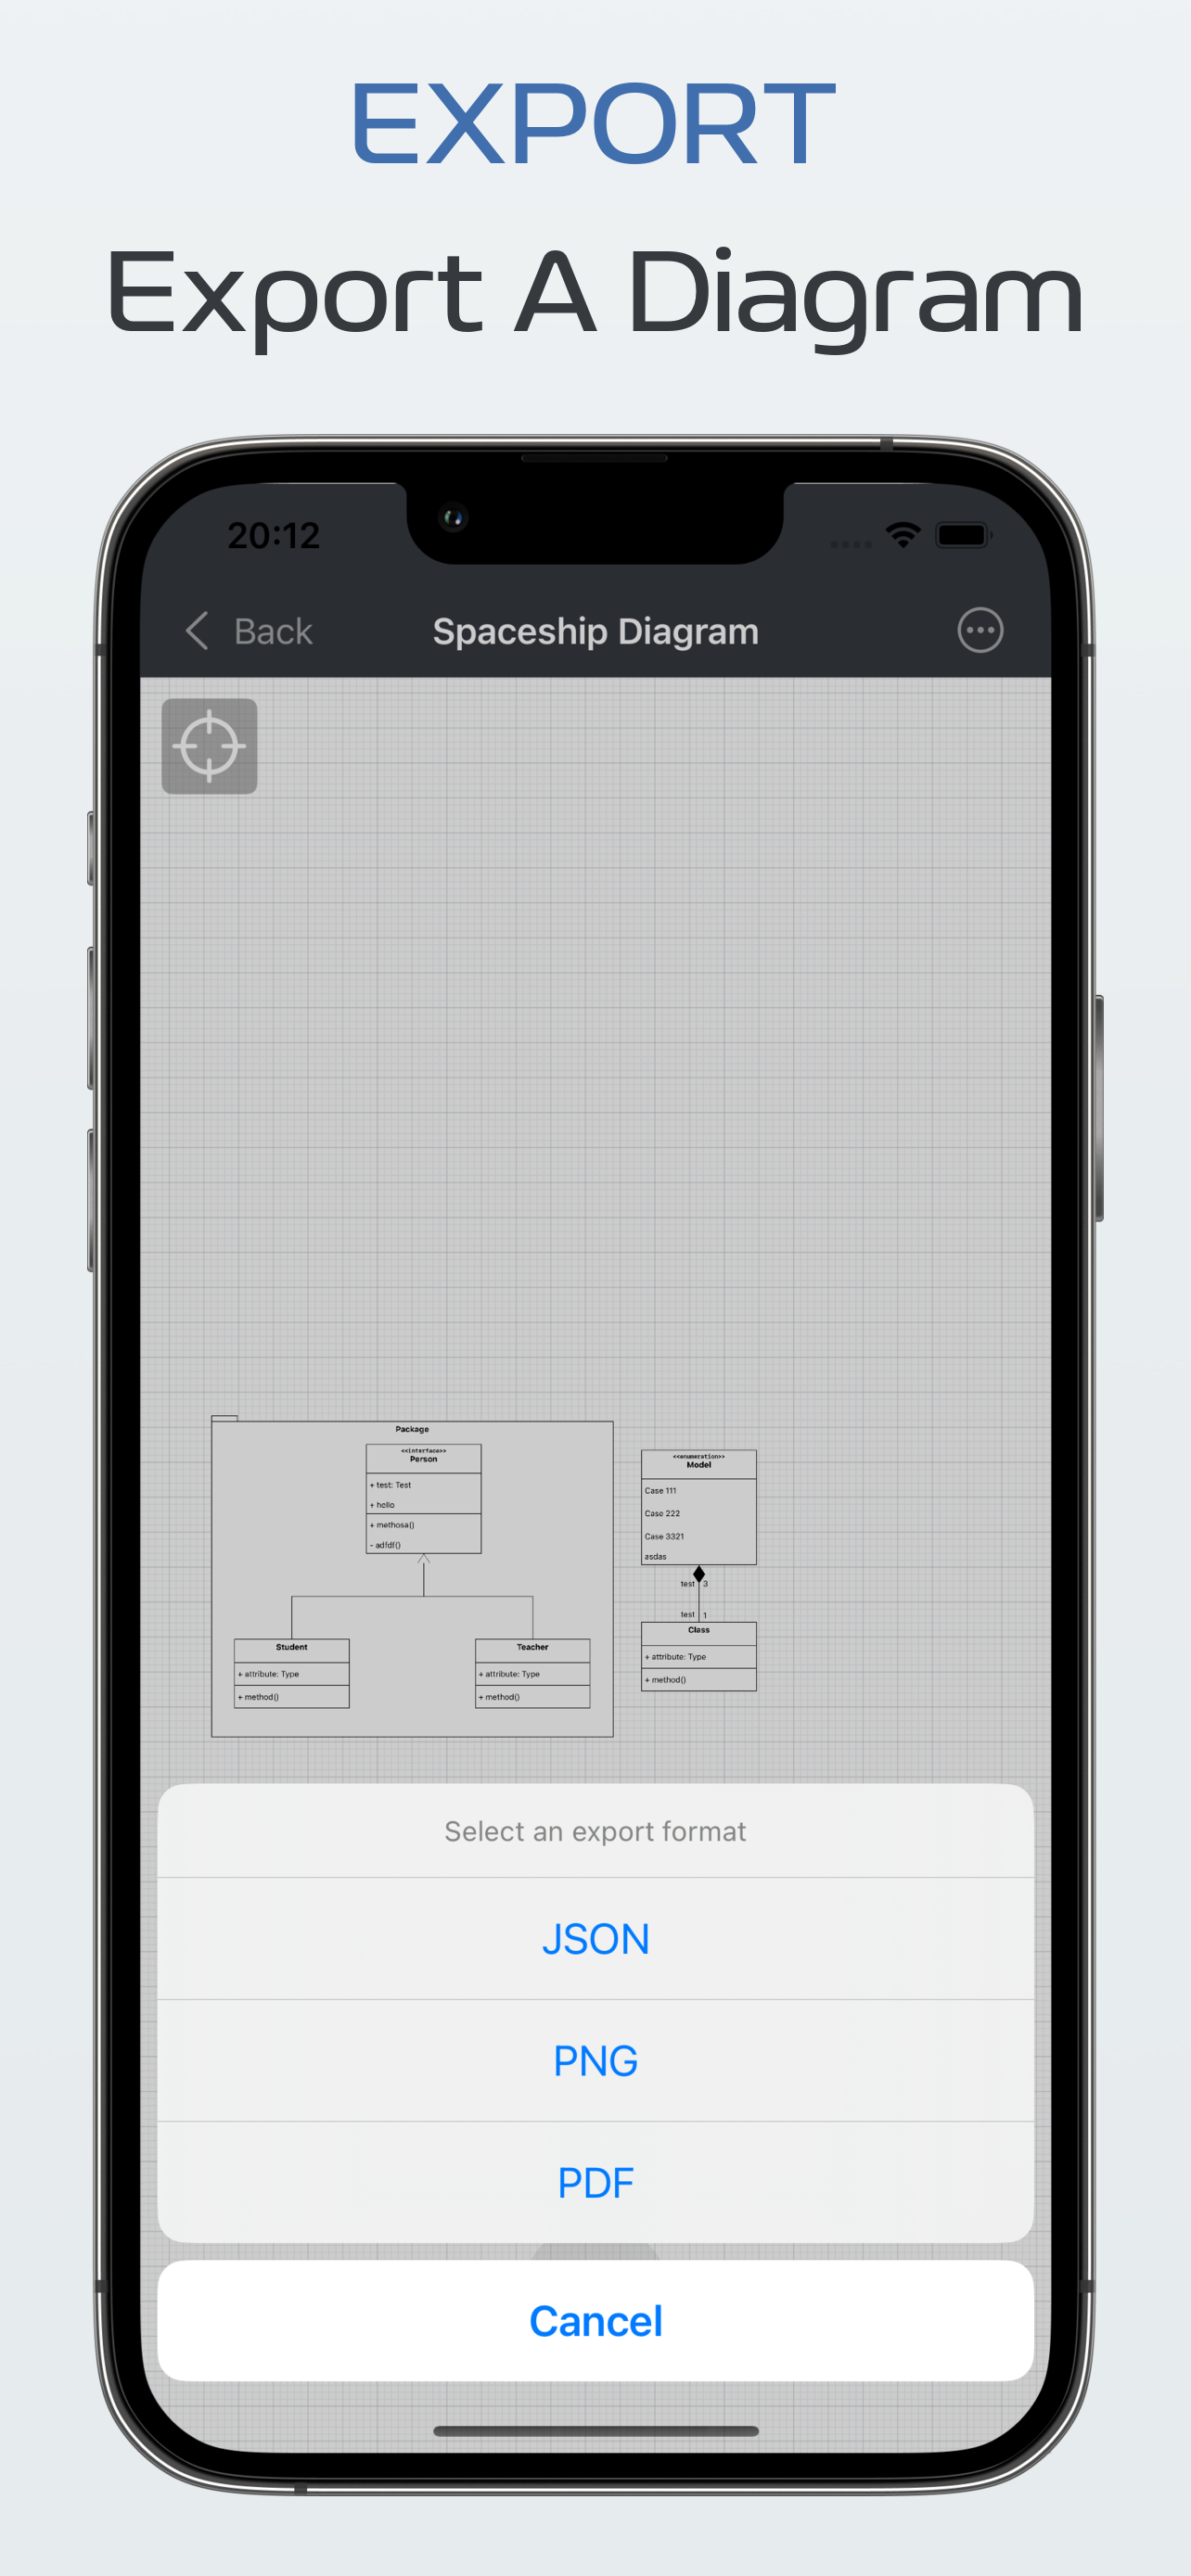 EXPORT
Export A Diagram
20:12
Back
Spaceship Diagram
Package
<<interface>>
Person
+ test: Test
+ hello
+ methosa()
- adfdf()
Student
+ attribute: Type
+ method()
Teacher
+ attribute: Type
+ method()
<<enumeration>>
Model
Case 111
Case 222
Case 3321
asdas
test 3
test 1
Class
+ attribute: Type
+ method()
Select an export format
JSON
PNG
PDF
Cancel